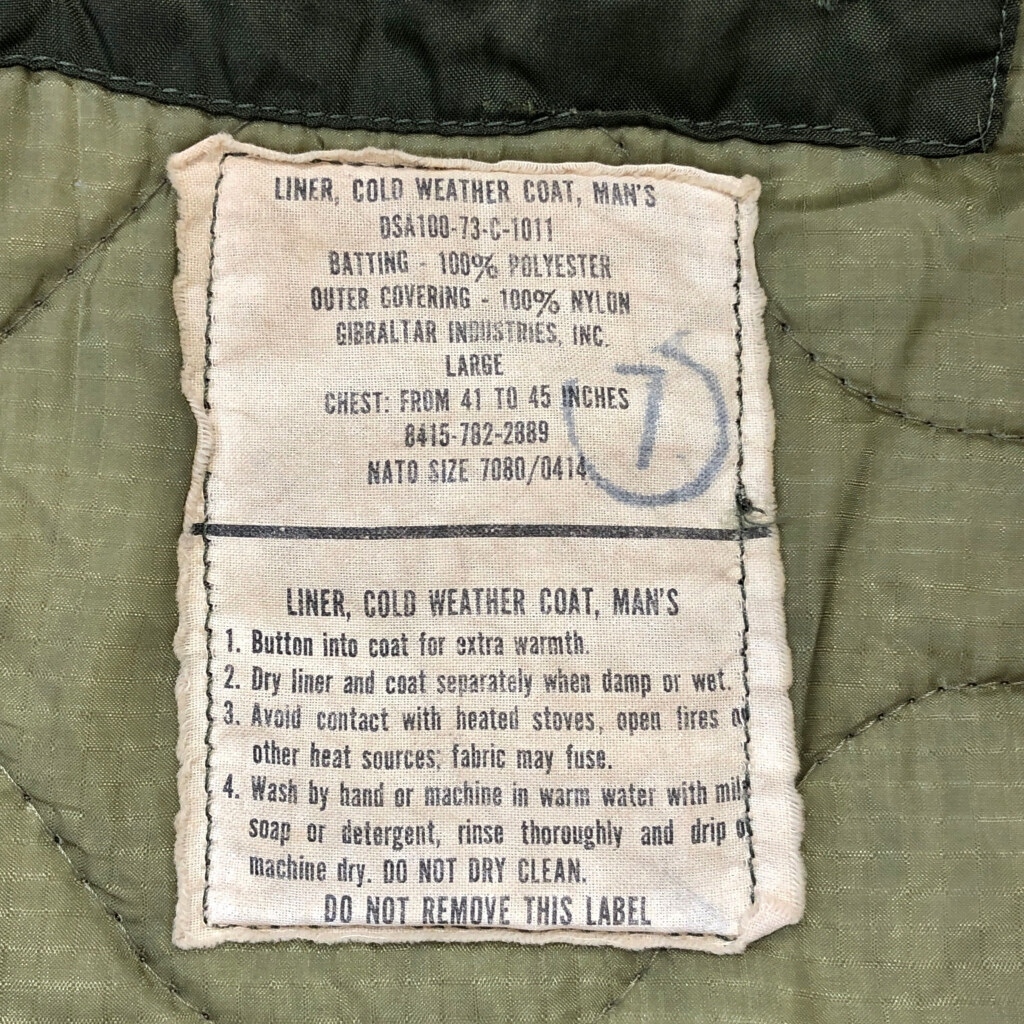 LINER, COLD WEATHER COAT, MAN'S
DSA100-73-C-1011
BATTING - 100% POLYESTER
OUTER COVERING - 100% NYLON
GIBRALTAR INDUSTRIES, INC.
LARGE
CHEST: FROM 41 TO 45 INCHES
8415-782-2889
NATO SIZE 7080/0414
7
LINER, COLD WEATHER COAT, MAN'S
1. Button into coat for extra warmth.
2. Dry liner and coat separately when damp or wet.
3. Avoid contact with heated stoves, open fires or
other heat sources; fabric may fuse.
4. Wash by hand or machine in warm water with mild
soap or detergent, rinse thoroughly and drip or
machine dry. DO NOT DRY CLEAN.
DO NOT REMOVE THIS LABEL